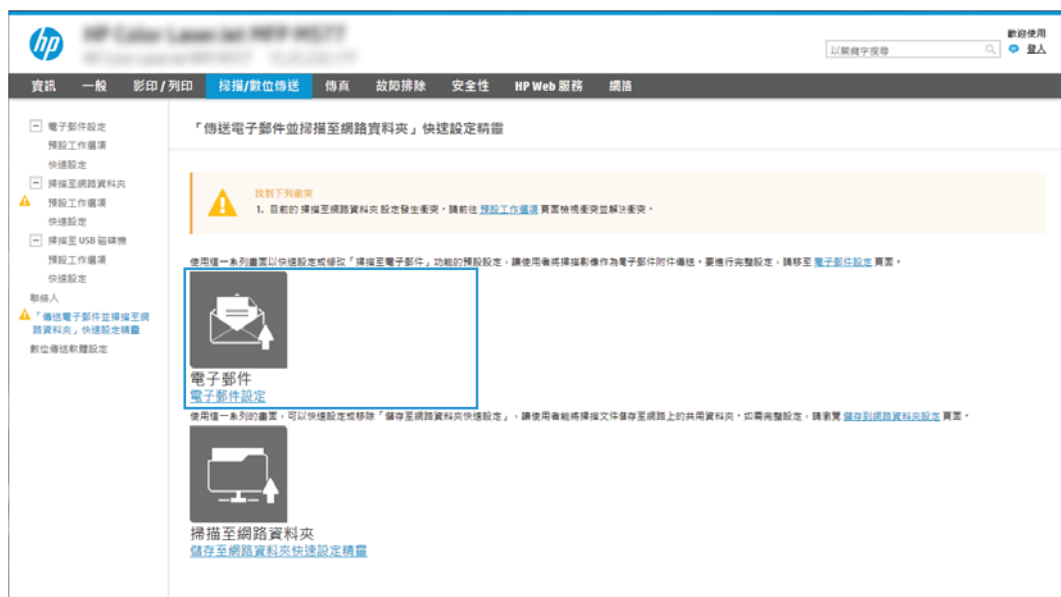 hp
歡迎使用
以關鍵字搜尋
登入
資訊 一般 影印 / 列印 掃描/數位傳送 傳真 故障排除 安全性 HP Web 服務 網路
電子郵件設定
預設工作選項
快速設定
掃描至網路資料夾
預設工作選項
快速設定
掃描至 USB 磁碟機
預設工作選項
快速設定
聯絡人
「傳送電子郵件並掃描至網
路資料夾」快速設定精靈
數位傳送軟體設定
「傳送電子郵件並掃描至網路資料夾」快速設定精靈
找到下列衝突
1. 目前的 掃描至網路資料夾 設定發生衝突。請前往 預設工作選項 頁面檢視衝突並解決衝突。
使用這一系列畫面以快速設定或修改「掃描至電子郵件」功能的預設設定，讓使用者將掃描影像作為電子郵件附件傳送。要進行完整設定，請移至 電子郵件設定 頁面。
電子郵件
電子郵件設定
使用這一系列的畫面，可以快速設定或移除「儲存至網路資料夾快速設定」，讓使用者能將掃描文件儲存至網路上的共用資料夾。如需完整設定，請瀏覽 儲存到網路資料夾設定 頁面。
掃描至網路資料夾
儲存至網路資料夾快速設定精靈